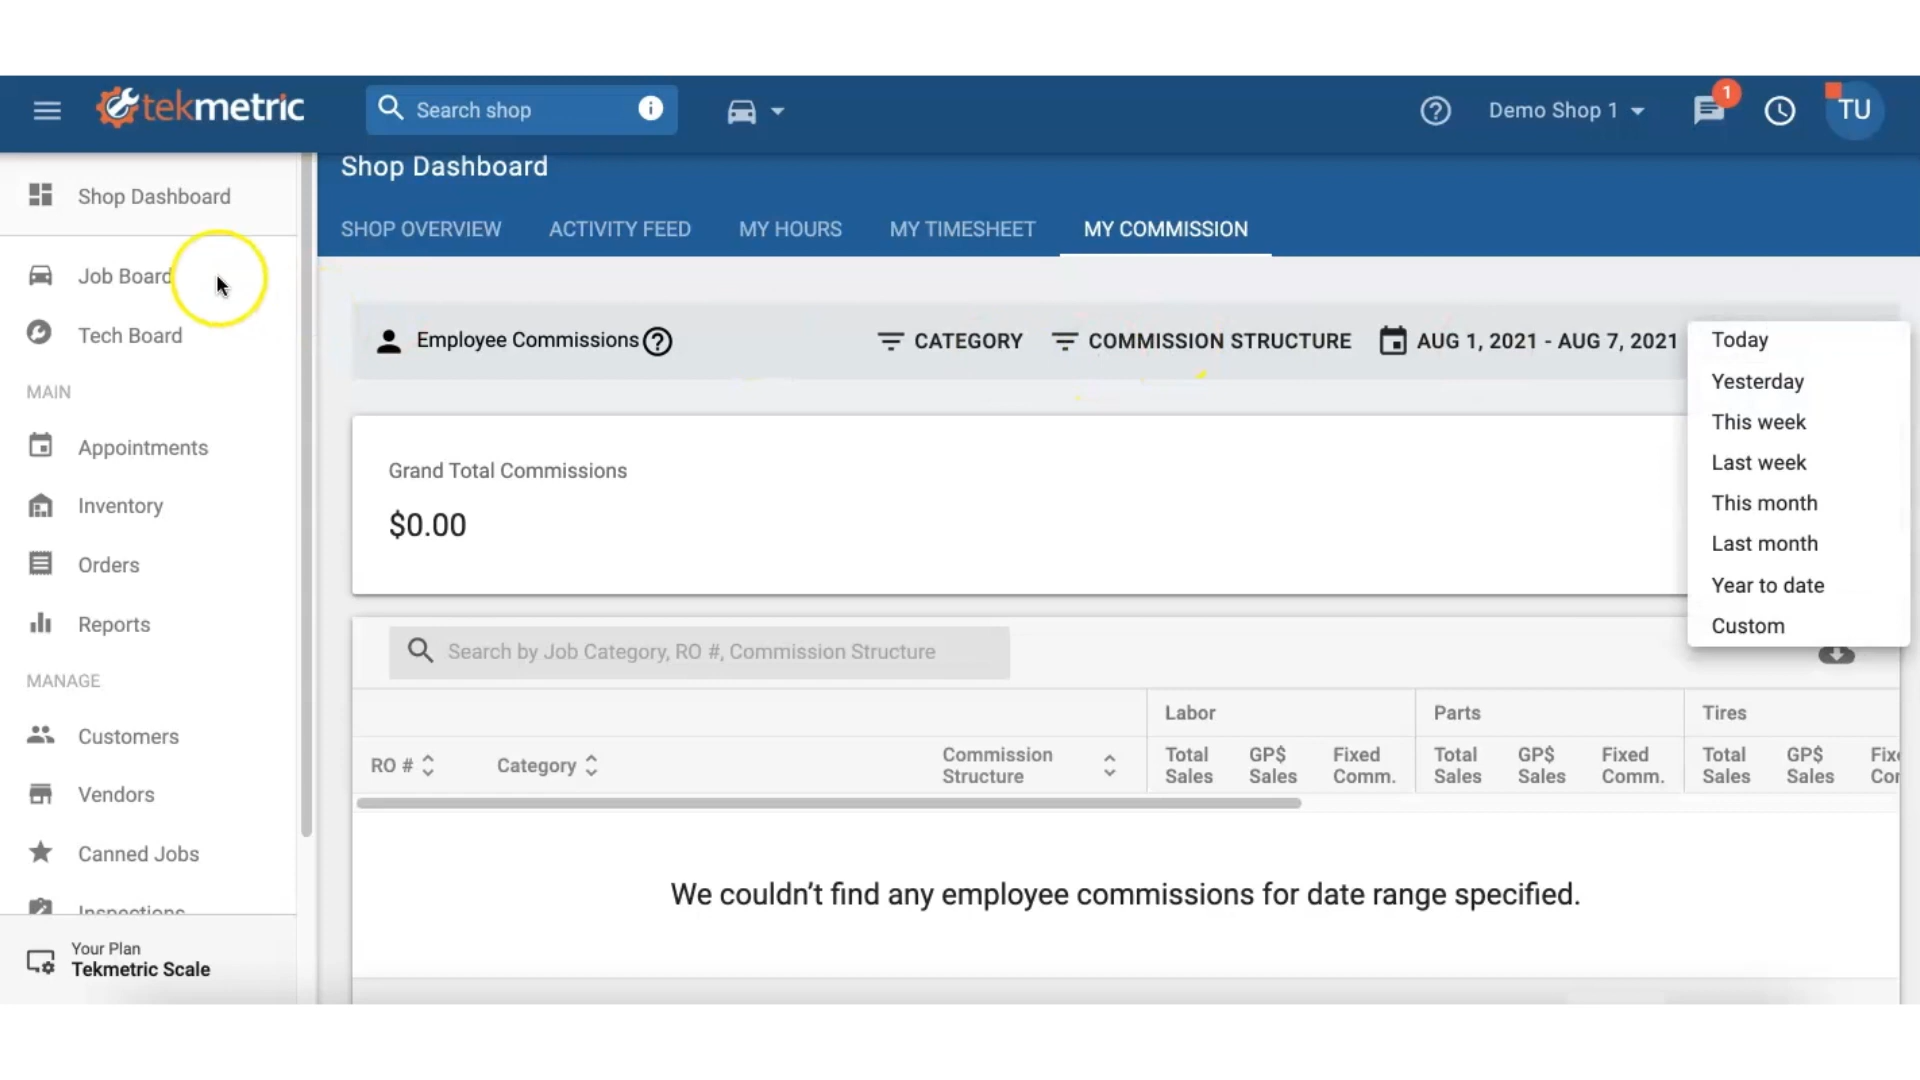 tekmetric
Search shop
Demo Shop 1
1
TU
Shop Dashboard
Job Board
Tech Board
MAIN
Appointments
Inventory
Orders
Reports
MANAGE
Customers
Vendors
Canned Jobs
Inspections
Your Plan
Tekmetric Scale
Shop Dashboard
SHOP OVERVIEW
ACTIVITY FEED
MY HOURS
MY TIMESHEET
MY COMMISSION
Employee Commissions
CATEGORY
COMMISSION STRUCTURE
AUG 1, 2021 - AUG 7, 2021
Today
Yesterday
This week
Last week
This month
Last month
Year to date
Custom
Grand Total Commissions
$0.00
Search by Job Category, RO #, Commission Structure
Labor
Parts
Tires
RO #
Category
Commission
Structure
Total
Sales
GP$
Sales
Fixed
Comm.
Total
Sales
GP$
Sales
Fixed
Comm.
Total
Sales
GP$
Sales
We couldn't find any employee commissions for date range specified.